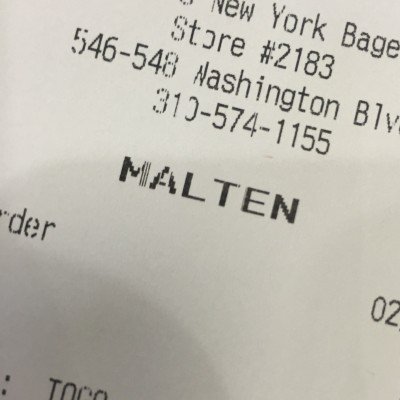 New York Bage
Store #2183
546-548 Washington Blv
310-574-1155
MALTEN
rder
02
: